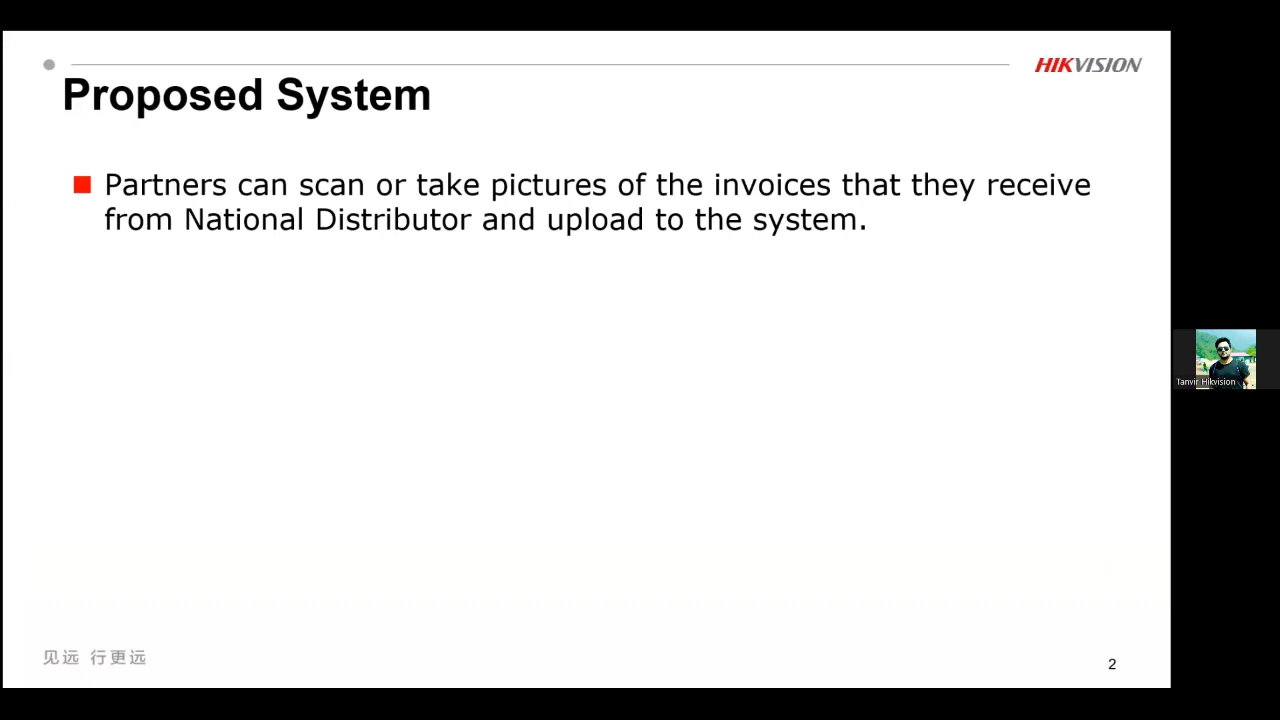 HIKVISION
Proposed System
Partners can scan or take pictures of the invoices that they receive
from National Distributor and upload to the system.
Tanvir Hikvision
见远 行更远
2